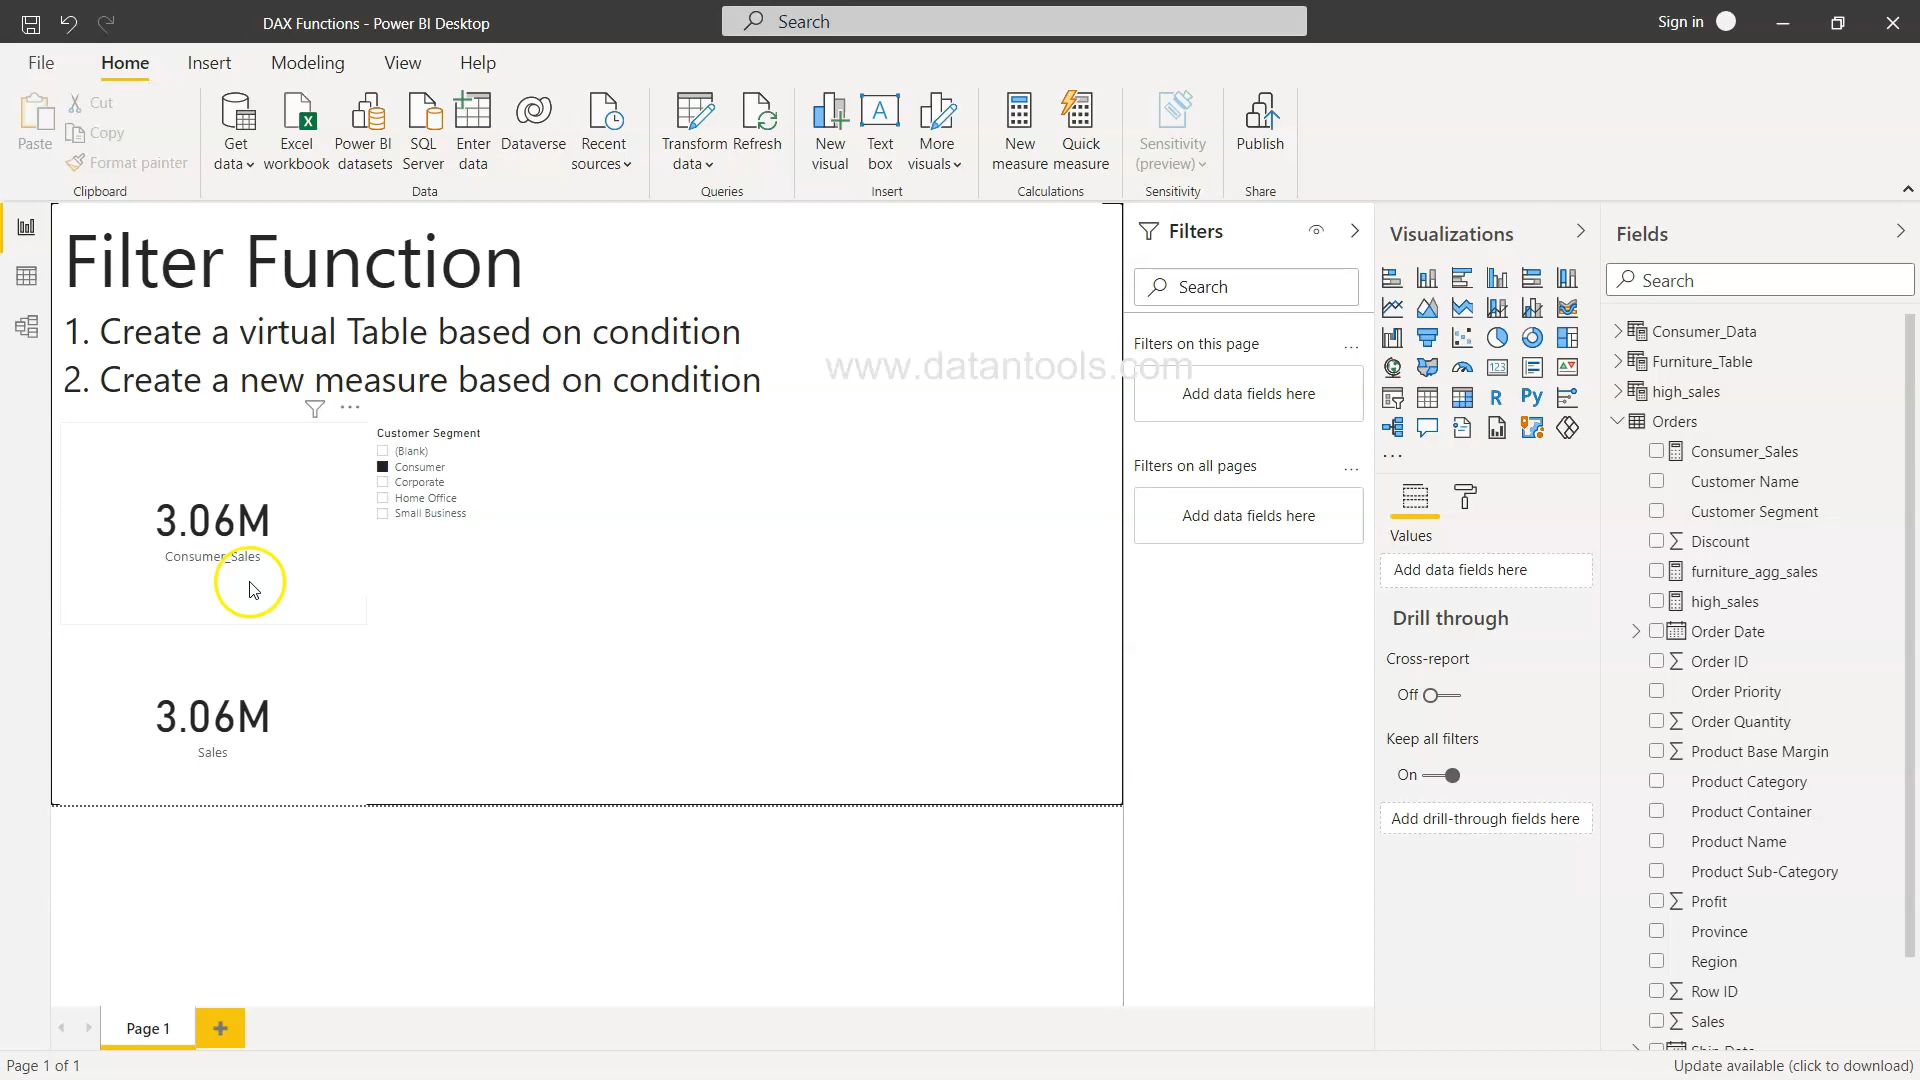 DAX Functions - Power BI Desktop
Search
Sign in
File Home Insert Modeling View Help
Paste
Cut
Copy
Format painter
Clipboard
Get data
Excel workbook
Power BI datasets
SQL Server
Enter data
Dataverse
Recent sources
Data
Transform data
Refresh
Queries
New visual
Text box
More visuals
Insert
New measure
Quick measure
Calculations
Sensitivity (preview)
Sensitivity
Publish
Share
Filter Function
1. Create a virtual Table based on condition
2. Create a new measure based on condition
www.datantools.com
3.06M
Consumer_Sales
Customer Segment
(Blank)
Consumer
Corporate
Home Office
Small Business
3.06M
Sales
Filters
Search
Filters on this page
Add data fields here
Filters on all pages
Add data fields here
Visualizations
123
R
Py
Values
Add data fields here
Drill through
Cross-report
Off
Keep all filters
On
Add drill-through fields here
Fields
Search
Consumer_Data
Furniture_Table
high_sales
Orders
Consumer_Sales
Customer Name
Customer Segment
Discount
furniture_agg_sales
high_sales
Order Date
Order ID
Order Priority
Order Quantity
Product Base Margin
Product Category
Product Container
Product Name
Product Sub-Category
Profit
Province
Region
Row ID
Sales
Page 1
Page 1 of 1
Update available (click to download)